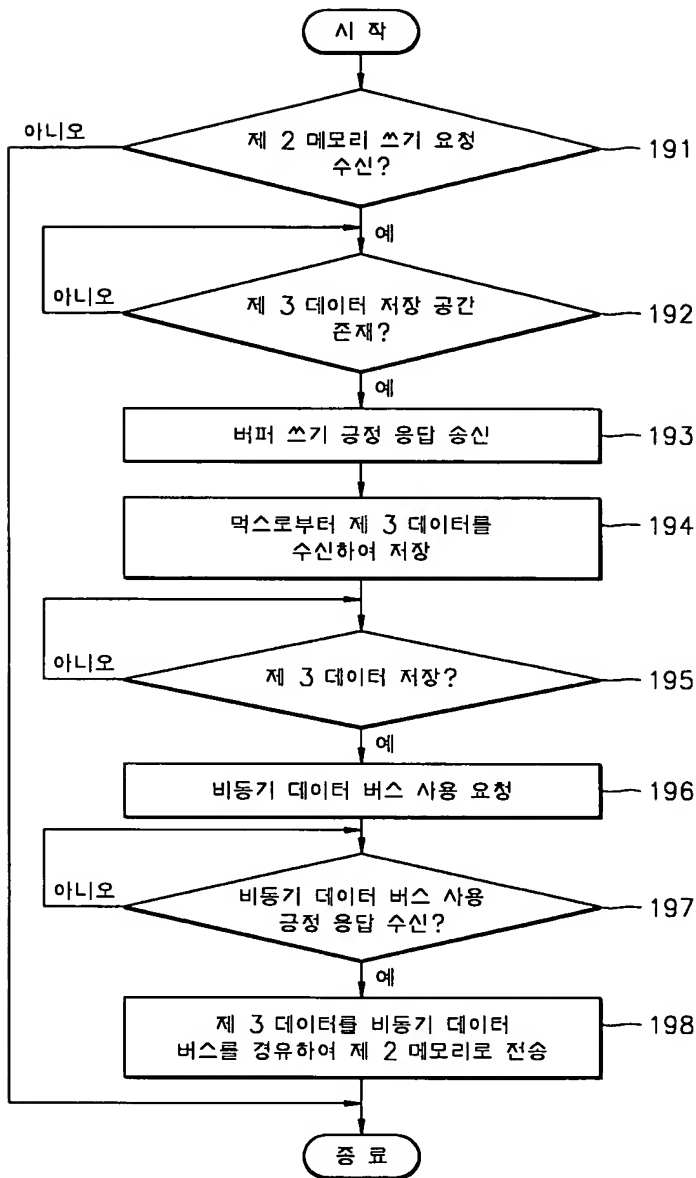 시 작
아니오
제 2 메모리 쓰기 요청
수신?
191
예
아니오
제 3 데이터 저장 공간
존재?
192
예
버퍼 쓰기 긍정 응답 송신
193
먹스로부터 제 3 데이터를
수신하여 저장
194
아니오
제 3 데이터 저장?
195
예
비동기 데이터 버스 사용 요청
196
아니오
비동기 데이터 버스 사용
긍정 응답 수신?
197
예
제 3 데이터를 비동기 데이터
버스를 경유하여 제 2 메모리로 전송
198
종 료